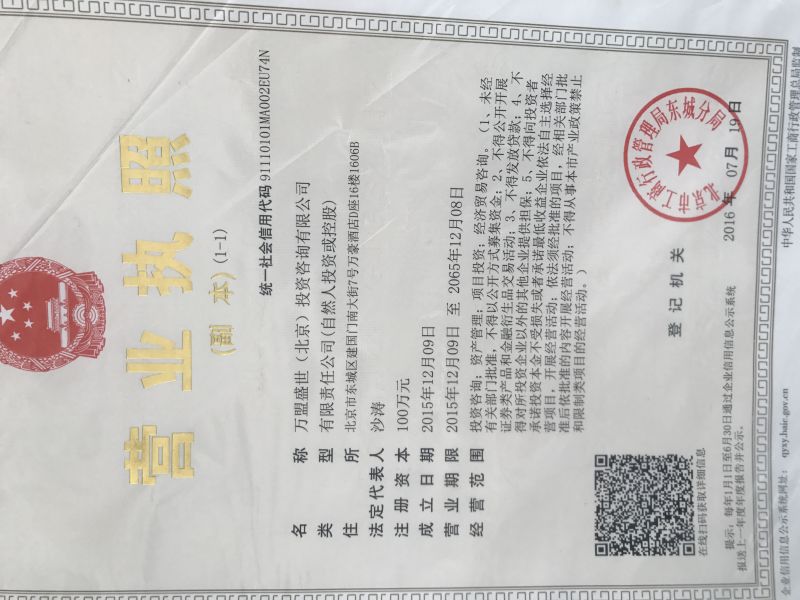 营业执照
(副 本)(1-1)
统一社会信用代码 91110101MA002EU74N
名 称 万盟盛世（北京）投资咨询有限公司
类 型 有限责任公司(自然人投资或控股)
住 所 北京市东城区建国门南大街7号万豪酒店D座16楼1606B
法定代表人 沙涛
注册资本 100万元
成立日期 2015年12月09日
营业期限 2015年12月09日 至 2065年12月08日
经营范围 投资咨询；资产管理；项目投资；经济贸易咨询。（1、未经
有关部门批准，不得以公开方式募集资金；2、不得公开开展
证券类产品和金融衍生品交易活动；3、不得发放贷款；4、不
得对所投资企业以外的其他企业提供担保；5、不得向投资者
承诺投资本金不受损失或者承诺最低收益企业依法自主选择经
营项目，开展经营活动；依法须经批准的项目，经相关部门批
准后依批准的内容开展经营活动；不得从事本市产业政策禁止
和限制类项目的经营活动。）
在线扫码获取详细信息
登记机关
北京市工商行政管理局东城分局
2016 年 07月 19日
提示：每年1月1日至6月30日通过企业信用信息公示系统
报送上一年度年度报告并公示。
企业信用信息公示系统网址： qyxy.baic.gov.cn
中华人民共和国国家工商行政管理总局监制